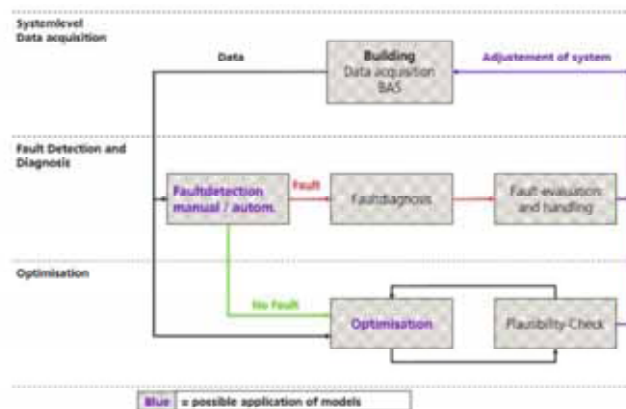 Systemlevel
Data acquisition
Building
Data acquisition
BAS
Data
Adjustement of system
Fault Detection and
Diagnosis
Faultdetection
manual / autom.
Fault
Faultdiagnosis
Fault evaluation
and handling
Optimisation
No Fault
Optimisation
Plausibility-Check
Blue = possible application of models